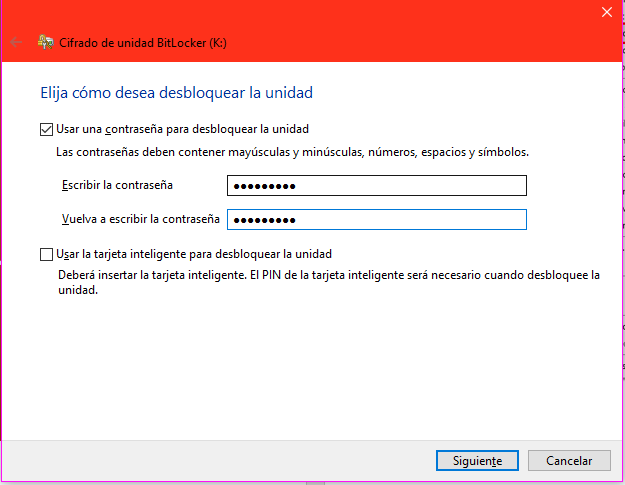 Cifrado de unidad BitLocker (K:)
Elija cómo desea desbloquear la unidad
Usar una contraseña para desbloquear la unidad
Las contraseñas deben contener mayúsculas y minúsculas, números, espacios y símbolos.
Escribir la contraseña ●●●●●●●●●
Vuelva a escribir la contraseña ●●●●●●●●●
Usar la tarjeta inteligente para desbloquear la unidad
Deberá insertar la tarjeta inteligente. El PIN de la tarjeta inteligente será necesario cuando desbloquee la
unidad.
Siguiente Cancelar